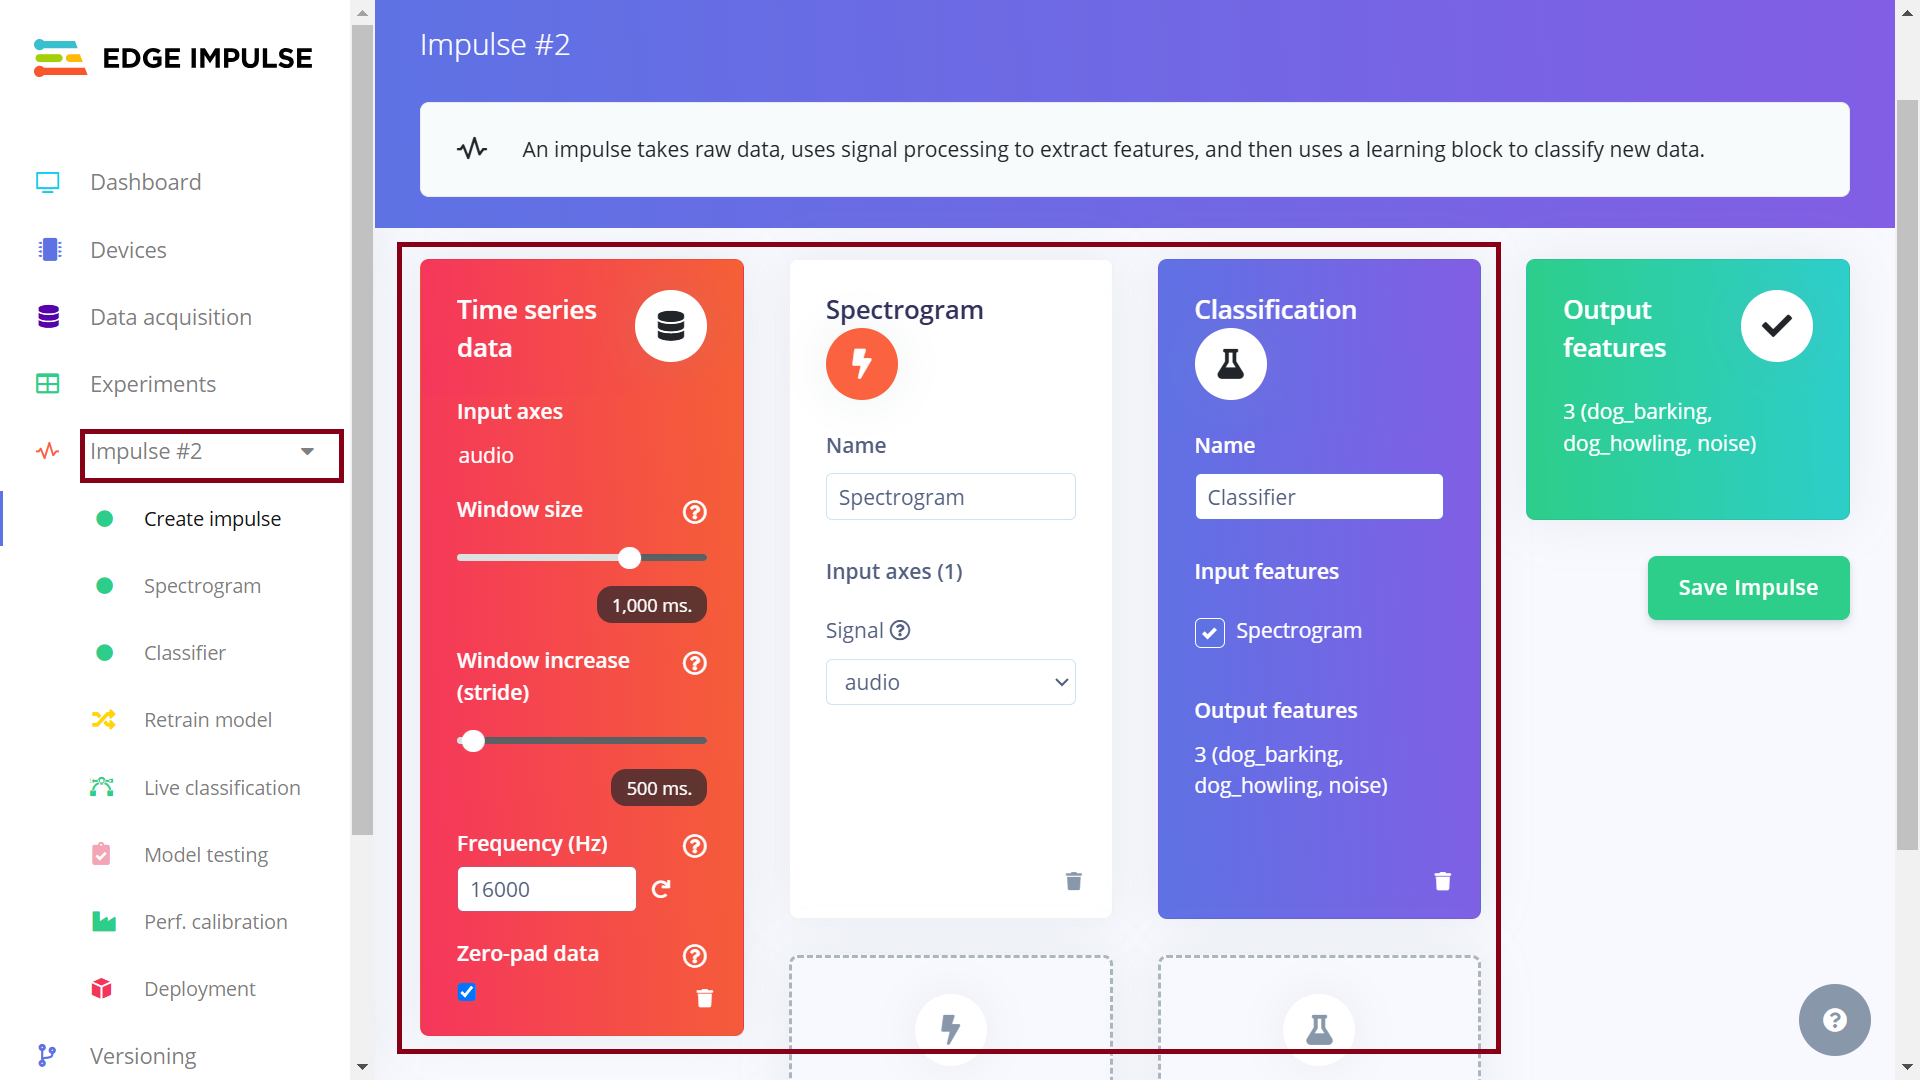 EDGE IMPULSE
Dashboard
Devices
Data acquisition
Experiments
Impulse #2
Create impulse
Spectrogram
Classifier
Retrain model
Live classification
Model testing
Perf. calibration
Deployment
Versioning
Impulse #2
An impulse takes raw data, uses signal processing to extract features, and then uses a learning block to classify new data.
Time series
data
Input axes
audio
Window size
1,000 ms.
Window increase
(stride)
500 ms.
Frequency (Hz)
16000
Zero-pad data
Spectrogram
Name
Spectrogram
Input axes (1)
Signal
audio
Classification
Name
Classifier
Input features
Spectrogram
Output features
3 (dog_barking,
dog_howling, noise)
Output
features
3 (dog_barking,
dog_howling, noise)
Save Impulse